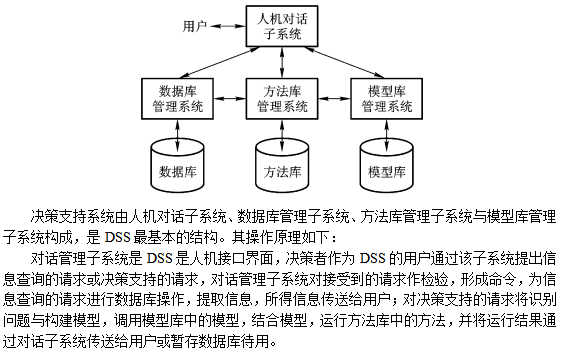 用户
人机对话
子系统
数据库
管理系统
方法库
管理系统
模型库
管理系统
数据库
方法库
模型库
决策支持系统由人机对话子系统、数据库管理子系统、方法库管理子系统与模型库管理
子系统构成，是 DSS 最基本的结构。其操作原理如下：
对话管理子系统是 DSS 是人机接口界面，决策者作为 DSS 的用户通过该子系统提出信
息查询的请求或决策支持的请求，对话管理子系统对接受到的请求作检验，形成命令，为信
息查询的请求进行数据库操作，提取信息，所得信息传送给用户；对决策支持的请求将识别
问题与构建模型，调用模型库中的模型，结合模型，运行方法库中的方法，并将运行结果通
过对话子系统传送给用户或暂存数据库待用。